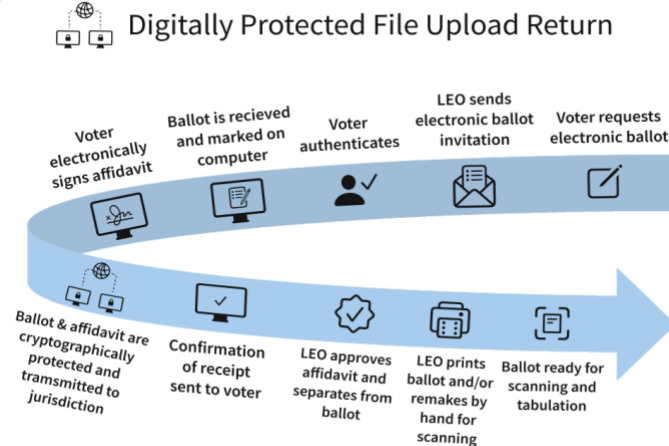 Digitally Protected File Upload Return
Voter requests
electronic ballot
LEO sends
electronic ballot
invitation
Voter
authenticates
Ballot is recieved
and marked on
computer
Voter
electronically
signs affidavit
Ballot & affidavit are
cryptographically
protected and
tramsmitted to
jurisdiction
Confirmation
of receipt
sent to voter
LEO approves
affidavit and
separates from
ballot
LEO prints
ballot and/or
remakes by
hand for
scanning
Ballot ready for
scanning and
tabulation